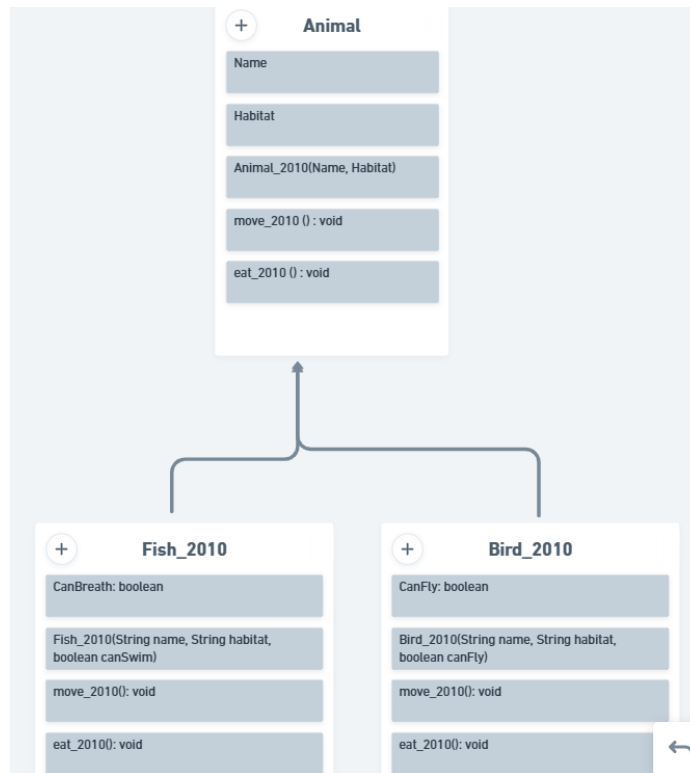 Animal
Name
Habitat
Animal_2010(Name, Habitat)
move_2010 () : void
eat_2010 () : void
Fish_2010
CanBreath: boolean
Fish_2010(String name, String habitat,
boolean canSwim)
move_2010(): void
eat_2010(): void
Bird_2010
CanFly: boolean
Bird_2010(String name, String habitat,
boolean canFly)
move_2010(): void
eat_2010(): void